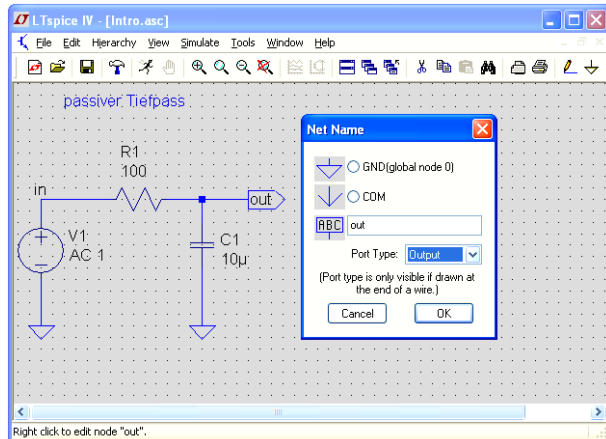 LTspice IV - [Intro.asc]
File Edit Hierarchy View Simulate Tools Window Help
passiver Tiefpass
R1
100
in
out
V1
AC 1
C1
10µ
Net Name
GND(global node 0)
COM
ABC
out
Port Type: Output
(Port type is only visible if drawn at
the end of a wire.)
Cancel
OK
Right click to edit node "out".